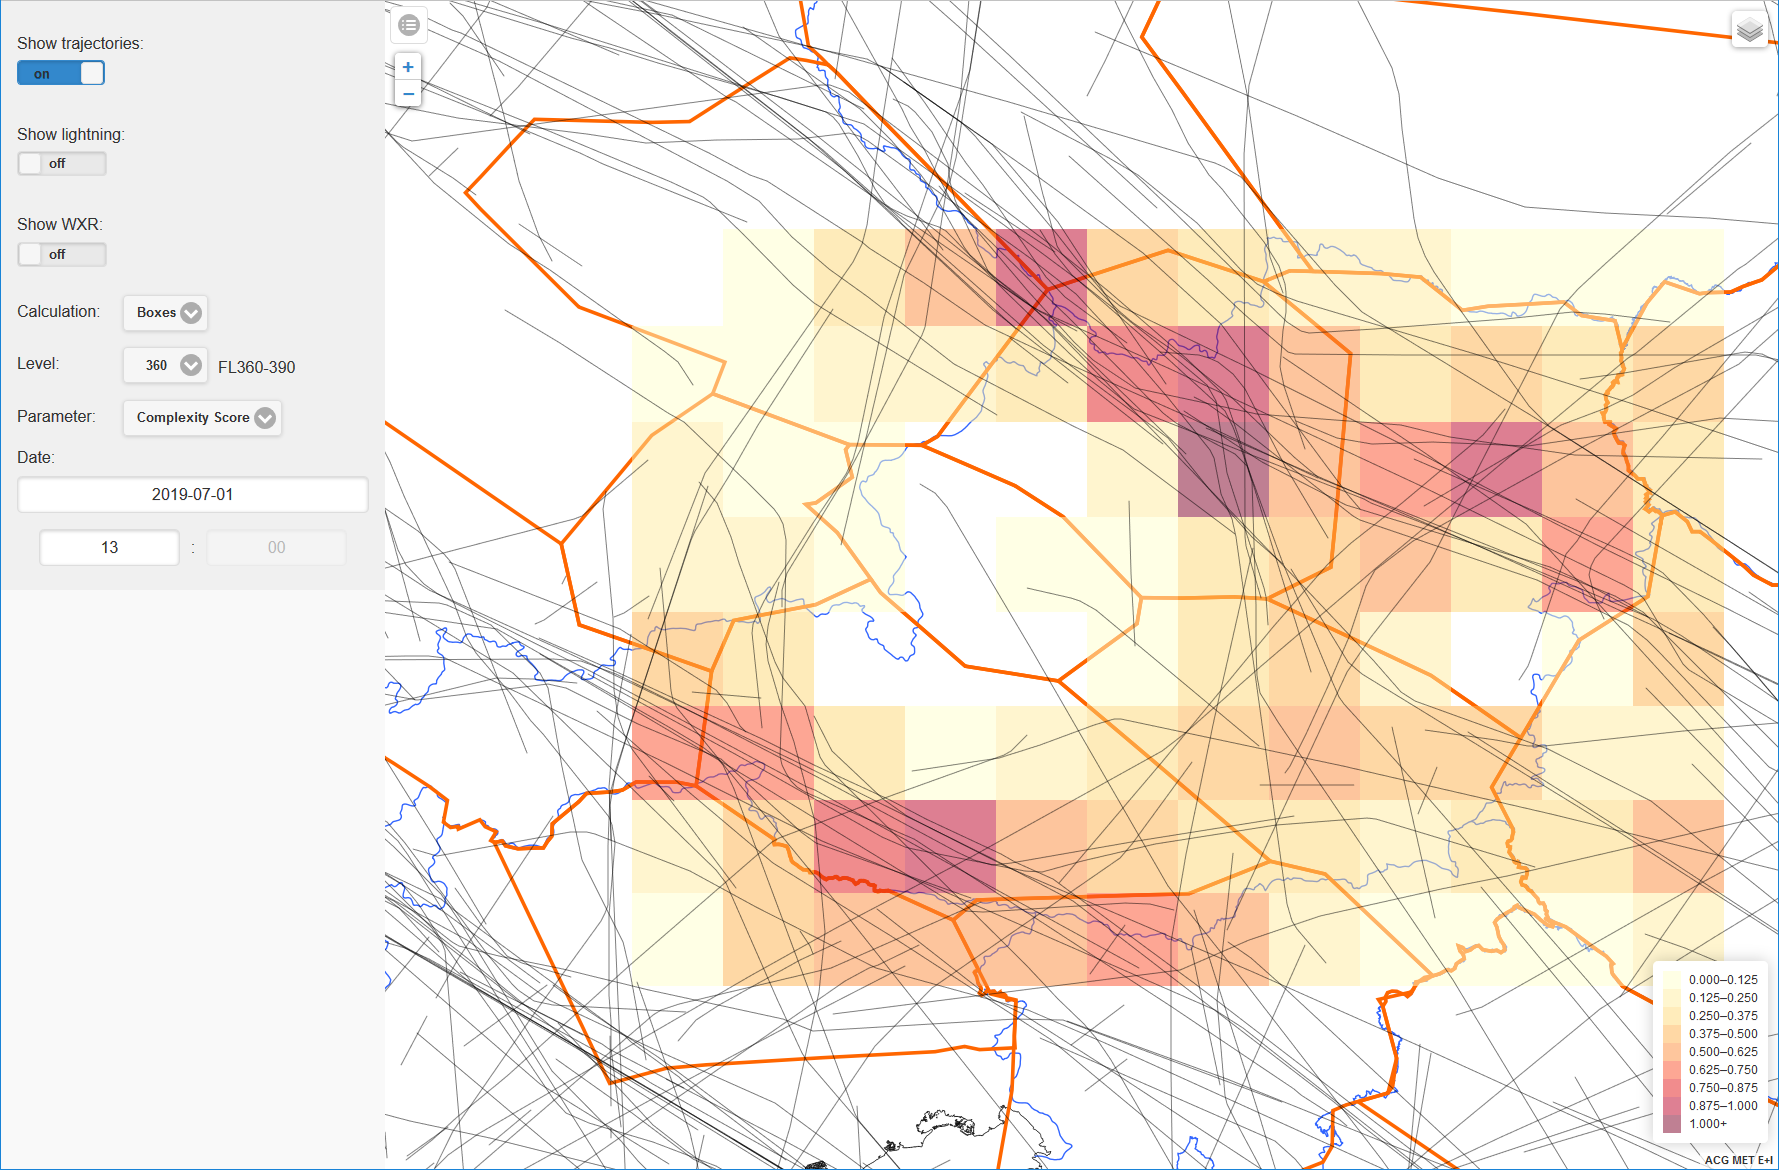 Show trajectories:
on
Show lightning:
off
Show WXR:
off
Calculation: Boxes
Level: 360 FL360-390
Parameter: Complexity Score
Date:
2019-07-01
13 : 00
+
−
0.000–0.125
0.125–0.250
0.250–0.375
0.375–0.500
0.500–0.625
0.625–0.750
0.750–0.875
0.875–1.000
1.000+
ACG MET E+I